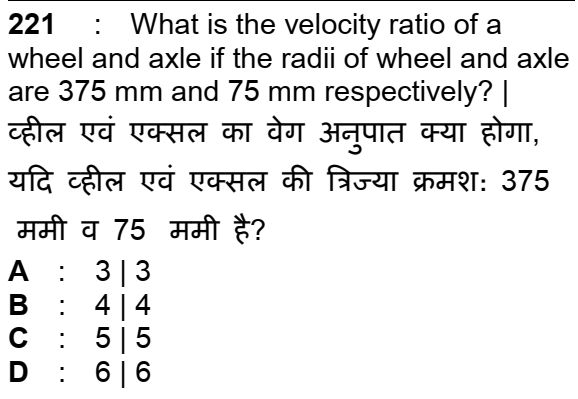 221 : What is the velocity ratio of a
wheel and axle if the radii of wheel and axle
are 375 mm and 75 mm respectively? |
व्हील एवं एक्सल का वेग अनुपात क्या होगा,
यदि व्हील एवं एक्सल की त्रिज्या क्रमश: 375
ममी व 75 ममी है?
A : 3 | 3
B : 4 | 4
C : 5 | 5
D : 6 | 6